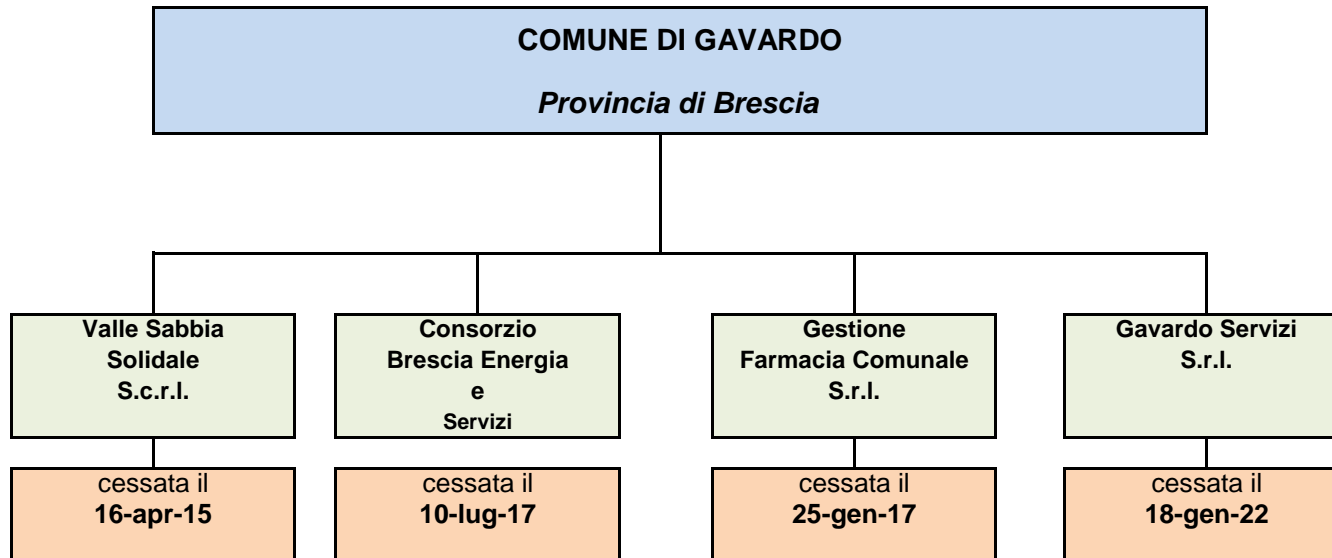 COMUNE DI GAVARDO
Provincia di Brescia
Valle Sabbia
Solidale
S.c.r.l.
Consorzio
Brescia Energia
e
Servizi
Gestione
Farmacia Comunale
S.r.l.
Gavardo Servizi
S.r.l.
cessata il
16-apr-15
cessata il
10-lug-17
cessata il
25-gen-17
cessata il
18-gen-22